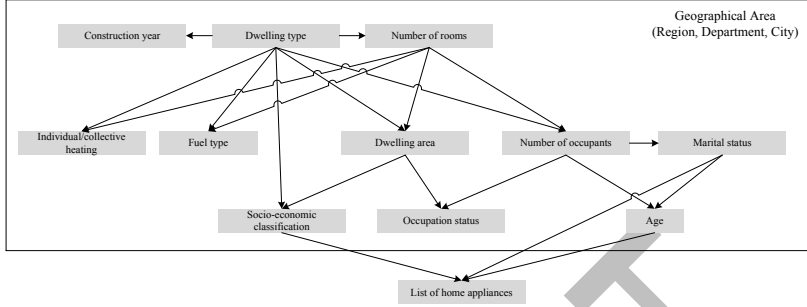 Geographical Area
(Region, Department, City)
Construction year
Dwelling type
Number of rooms
Individual/collective
heating
Fuel type
Dwelling area
Number of occupants
Marital status
Socio-economic
classification
Occupation status
Age
List of home appliances